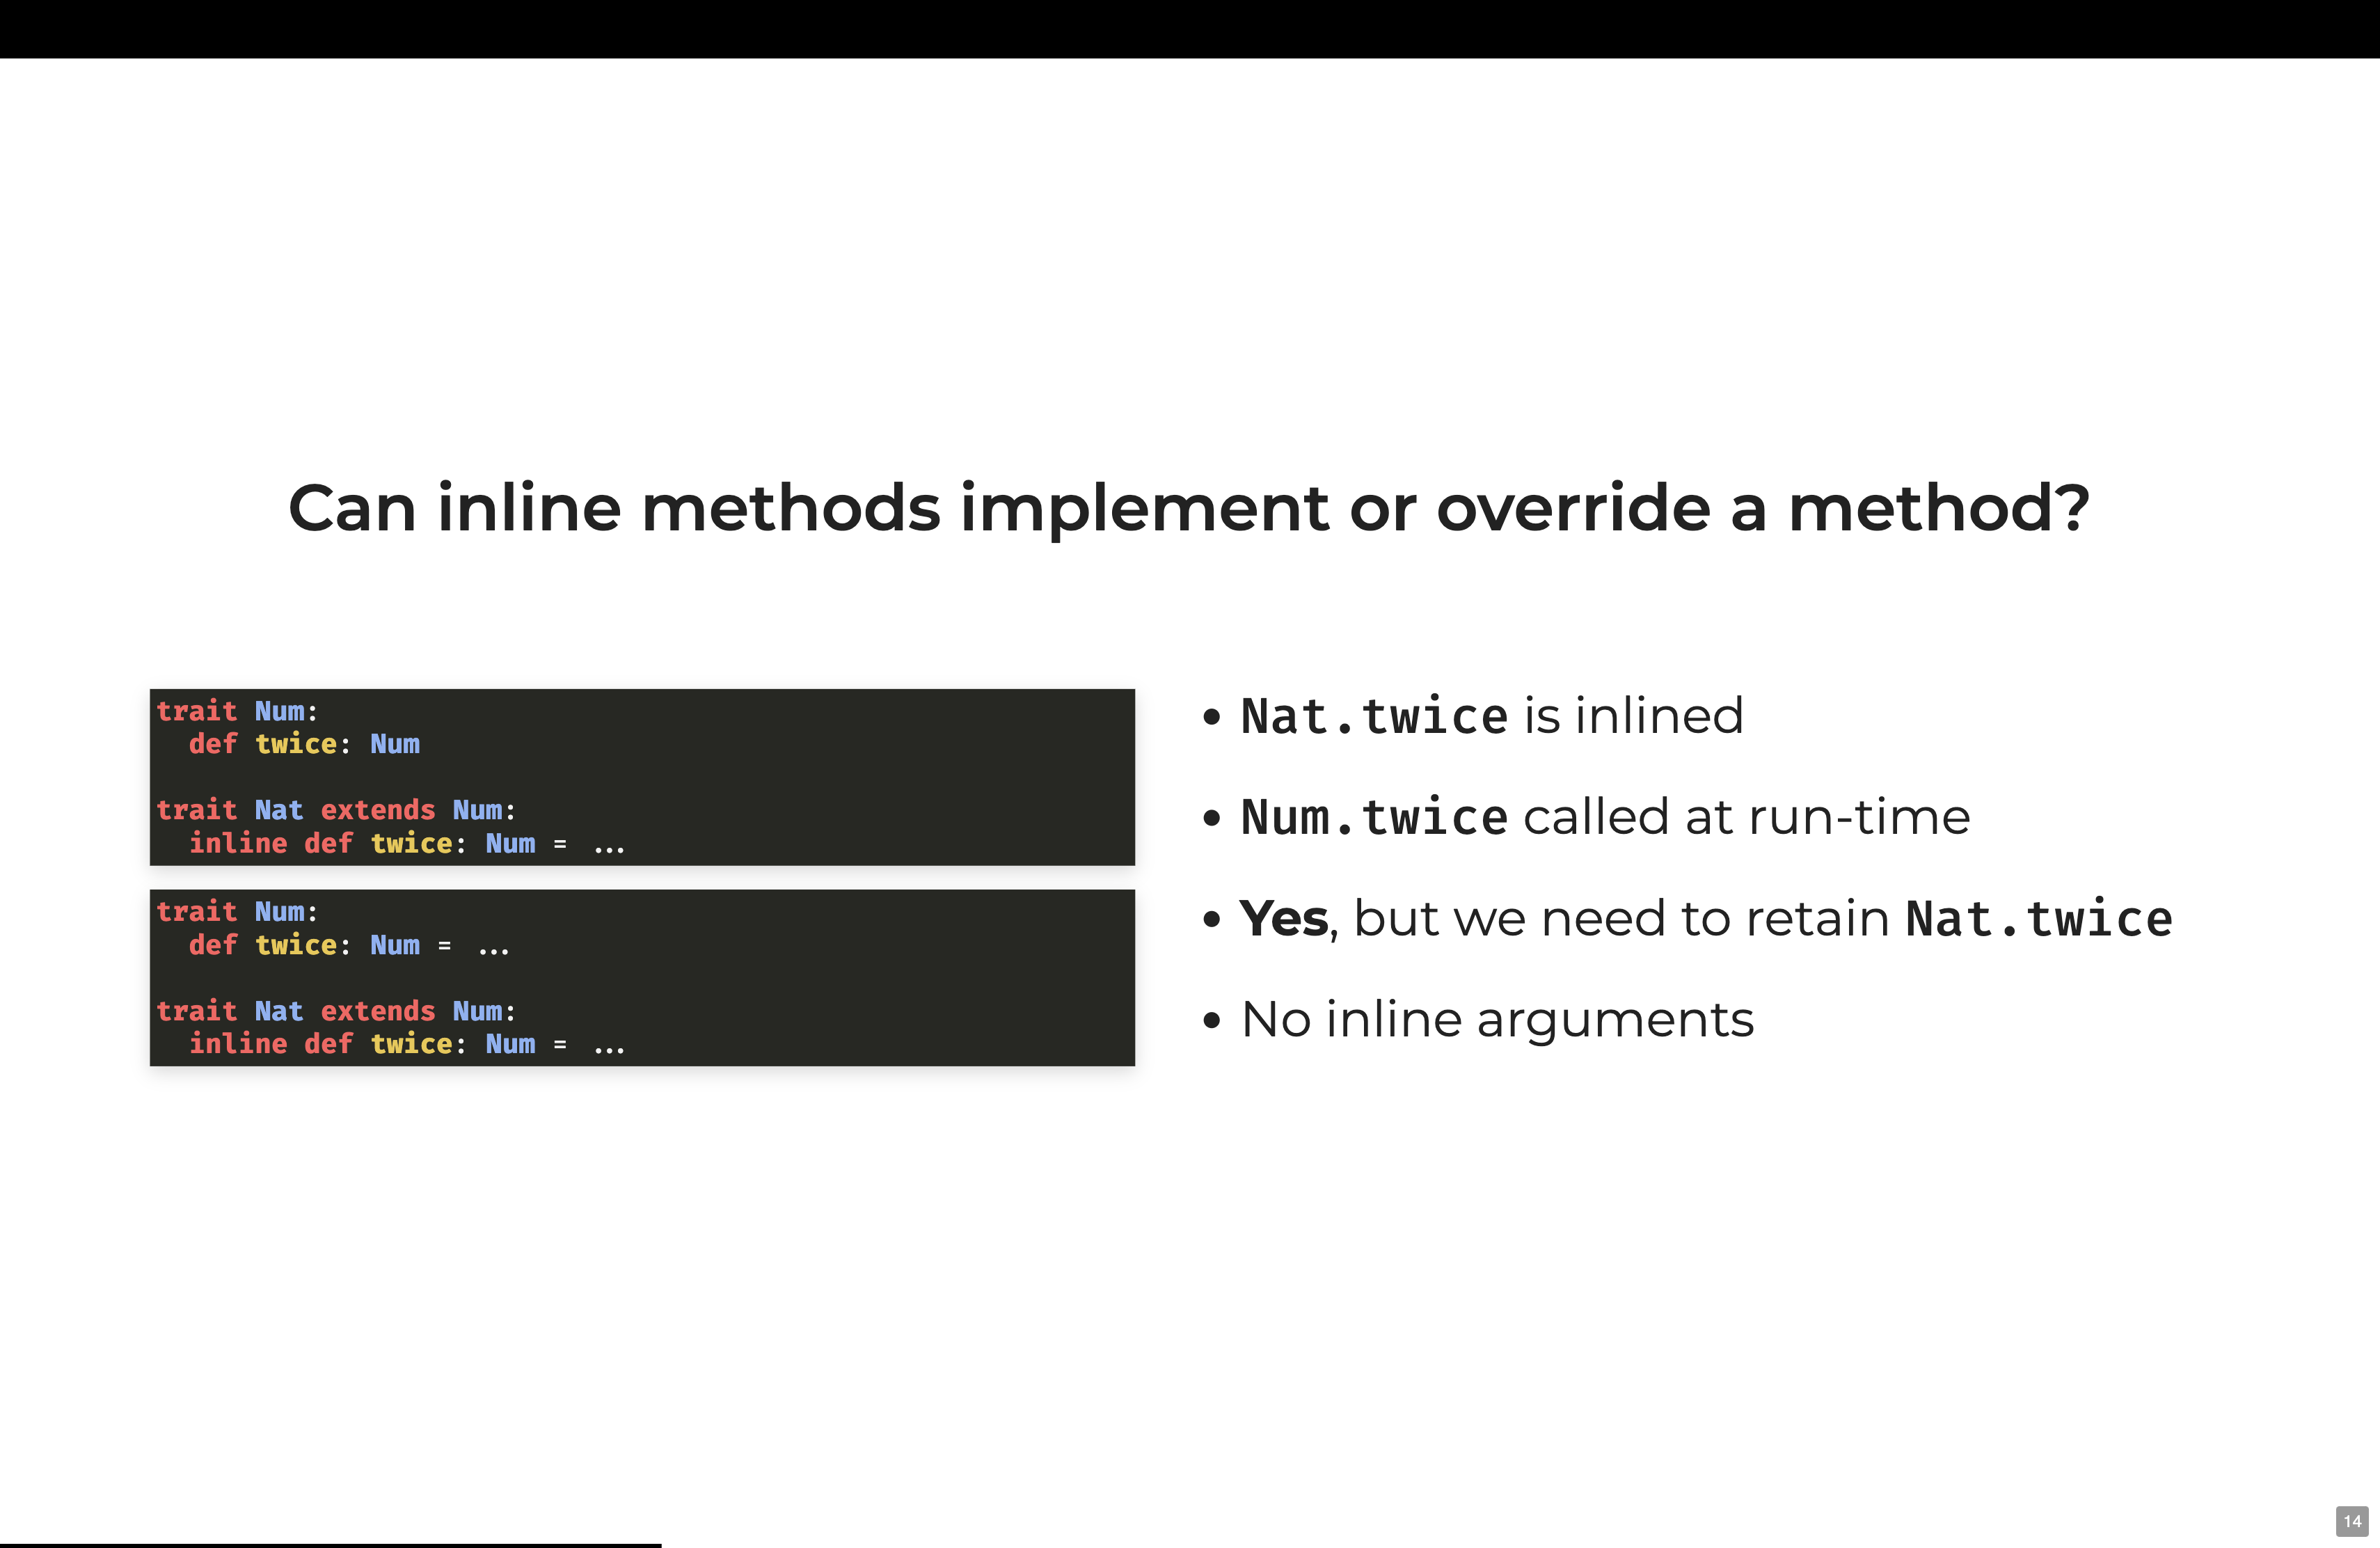 Can inline methods implement or override a method?
trait Num:
  def twice: Num

trait Nat extends Num:
  inline def twice: Num = ...
trait Num:
  def twice: Num = ...

trait Nat extends Num:
  inline def twice: Num = ...
• Nat.twice is inlined
• Num.twice called at run-time
• Yes, but we need to retain Nat.twice
• No inline arguments
14